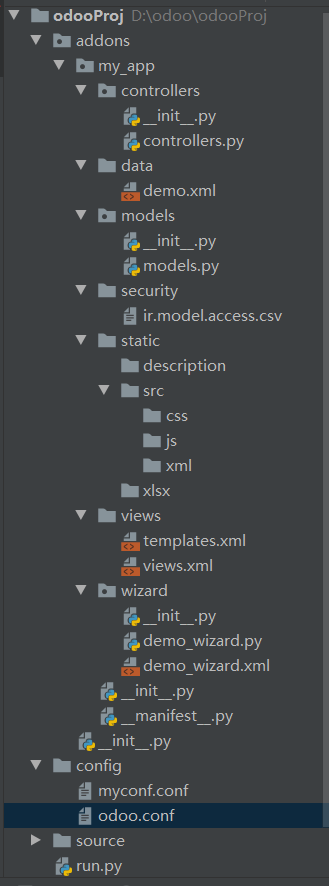 odooProj D:\odoo\odooProj
addons
my_app
controllers
__init__.py
controllers.py
data
demo.xml
models
__init__.py
models.py
security
ir.model.access.csv
static
description
src
css
js
xml
xlsx
views
templates.xml
views.xml
wizard
__init__.py
demo_wizard.py
demo_wizard.xml
__init__.py
__manifest__.py
__init__.py
config
myconf.conf
odoo.conf
source
run.py